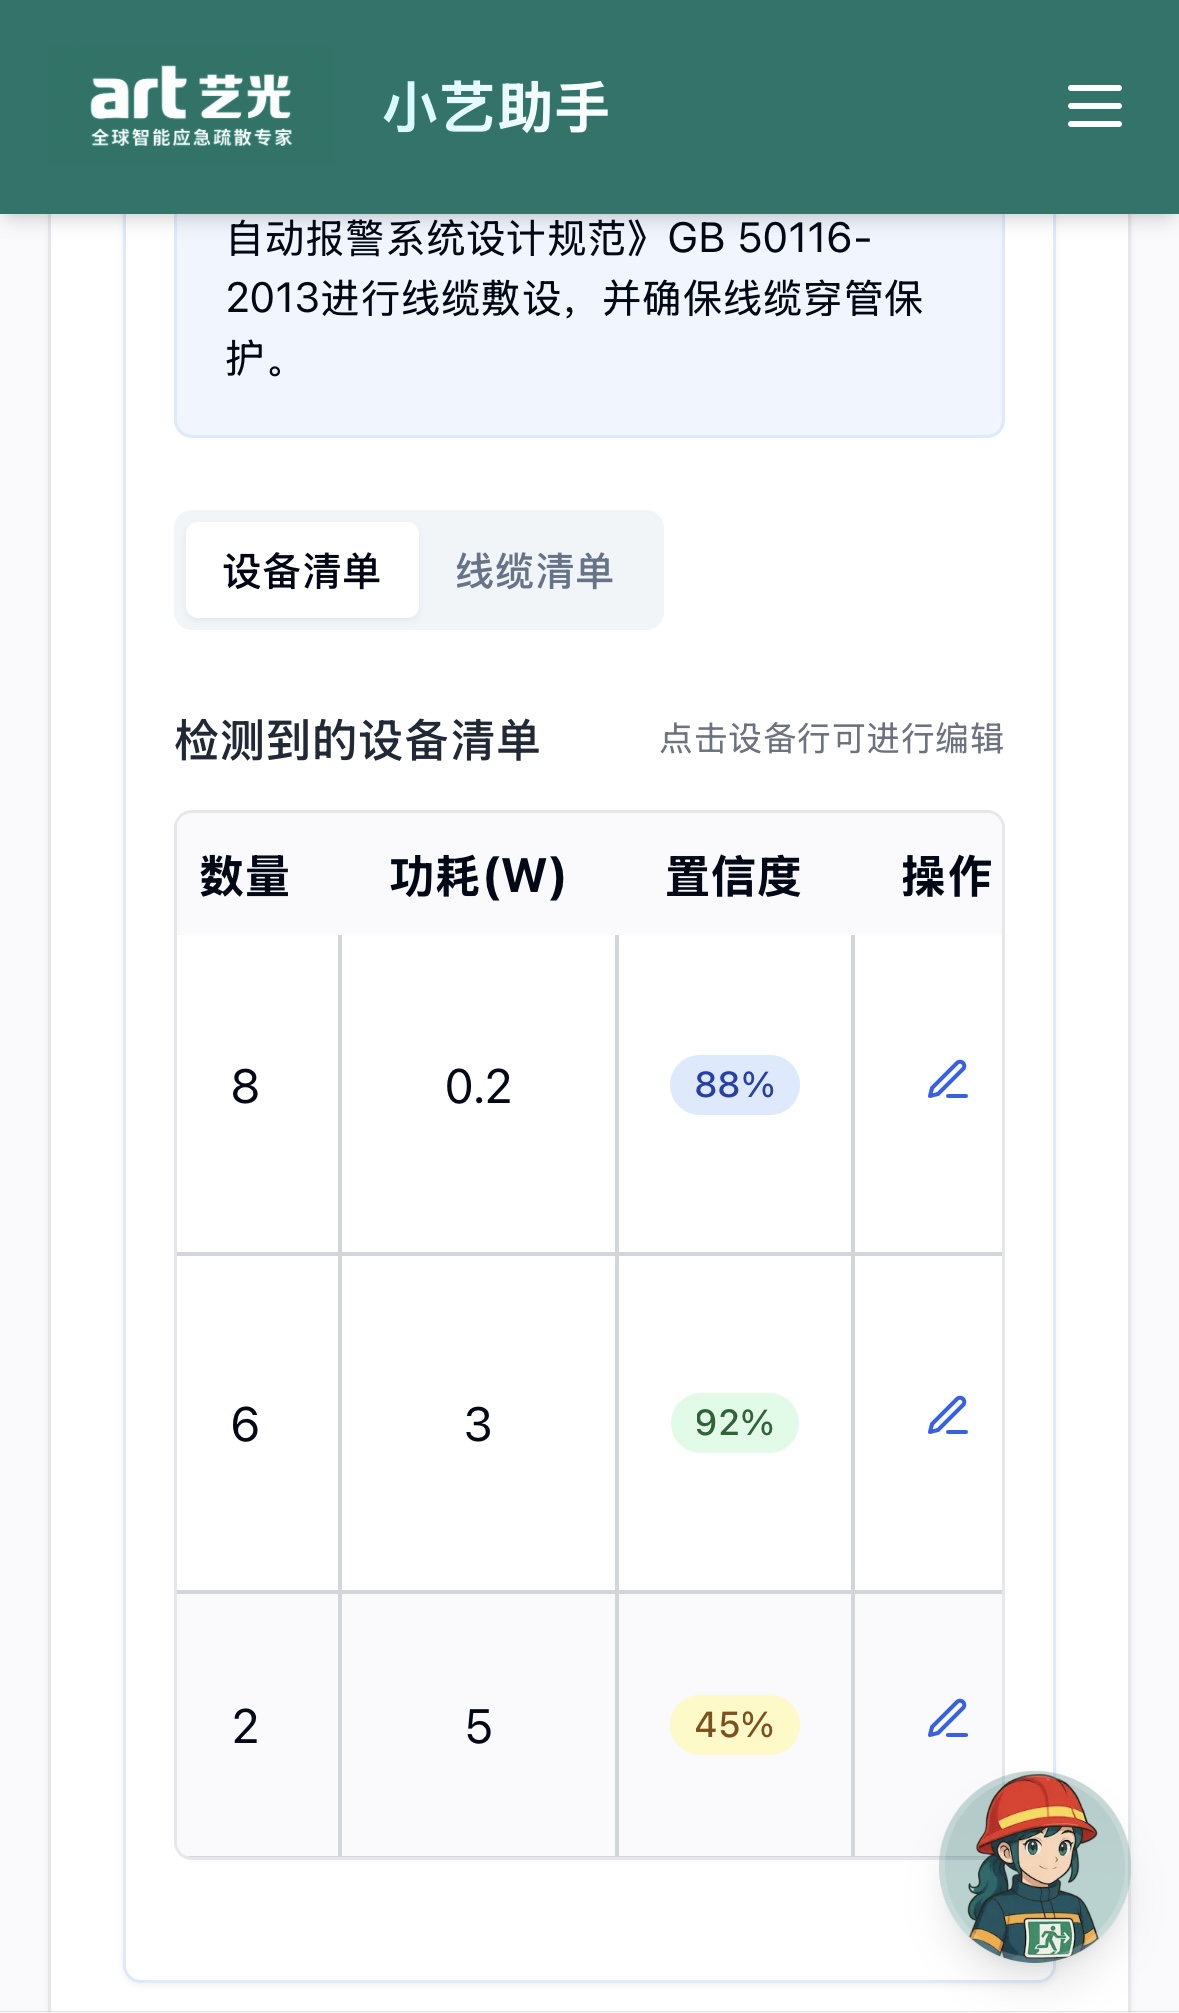 art 艺光
全球智能应急疏散专家
小艺助手
自动报警系统设计规范》GB 50116-
2013进行线缆敷设，并确保线缆穿管保
护。
设备清单 线缆清单
检测到的设备清单 点击设备行可进行编辑
数量 功耗(W) 置信度 操作
8 0.2 88%
6 3 92%
2 5 45%